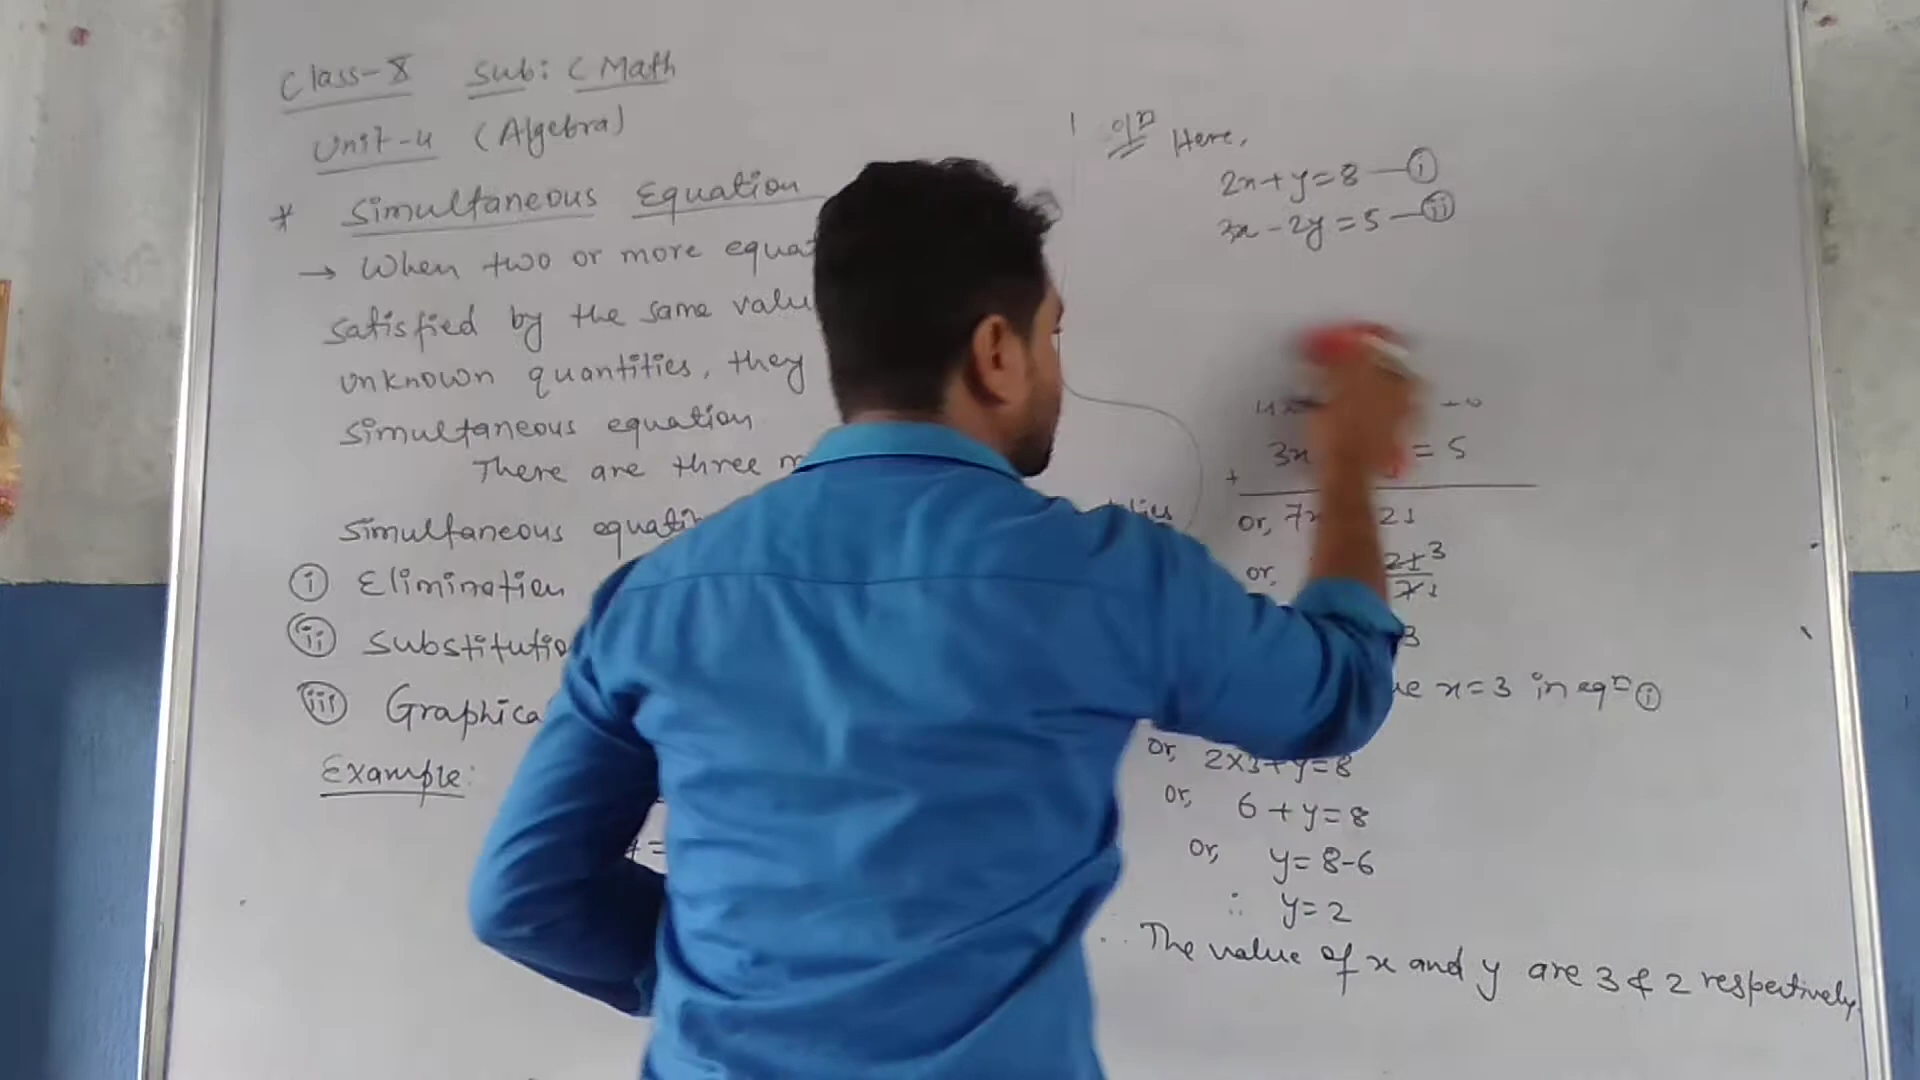 Class-8 Sub: C Math
Unit-4 (Algebra)
* Simultaneous Equation
→ When two or more equat
satisfied by the same valu
unknown quantities, they
simultaneous equation
There are three m
simultaneous equati
(i) Elimination
(ii) Substitutio
(iii) Graphica
Example:
Here,
2x+y=8 — (i)
3x-2y=5 — (ii)
3x = 5
+
or, 7x 21
or, 21 3
7 1
3
ue x=3 in eqn (i)
or, 2x3+y=8
or, 6+y=8
or, y=8-6
∴ y=2
∴ The value of x and y are 3 & 2 respectively.